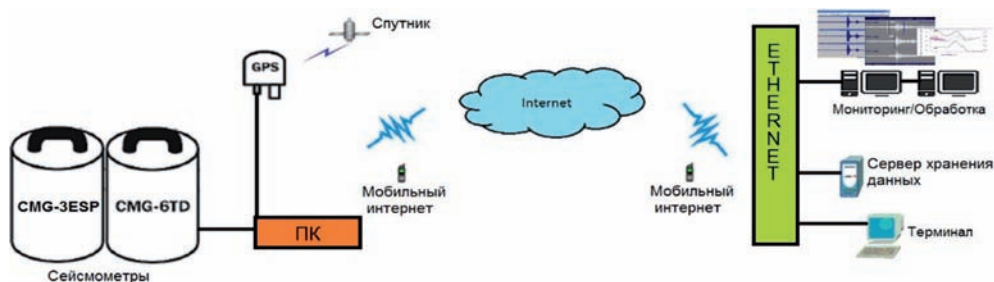 Спутник
GPS
CMG-3ESP
CMG-6TD
Сейсмометры
ПК
Мобильный
интернет
Internet
Мобильный
интернет
ETHERNET
Мониторинг/Обработка
Сервер хранения
данных
Терминал